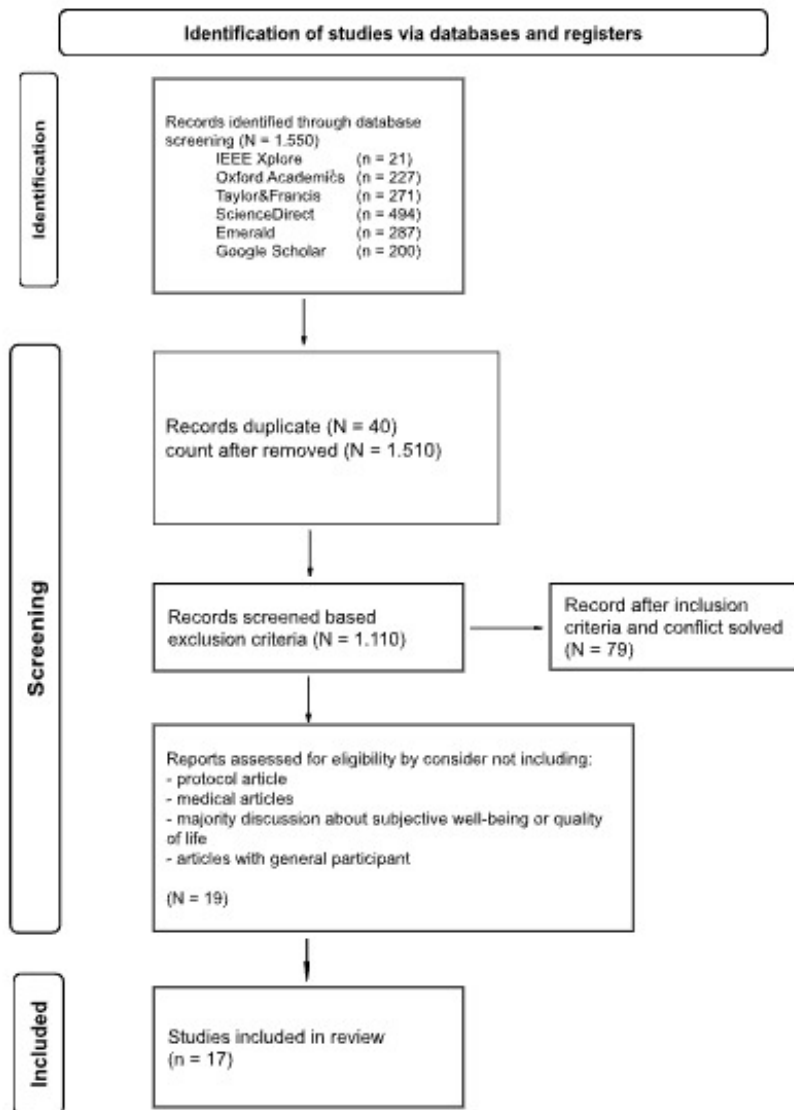 Identification of studies via databases and registers
Identification
Records identified through database
screening (N = 1.550)
IEEE Xplore (n = 21)
Oxford Academics (n = 227)
Taylor&Francis (n = 271)
ScienceDirect (n = 494)
Emerald (n = 287)
Google Scholar (n = 200)
Screening
Records duplicate (N = 40)
count after removed (N = 1.510)
Records screened based
exclusion criteria (N = 1.110)
Record after inclusion
criteria and conflict solved
(N = 79)
Reports assessed for eligibility by consider not including:
- protocol article
- medical articles
- majority discussion about subjective well-being or quality
of life
- articles with general participant
(N = 19)
Included
Studies included in review
(n = 17)